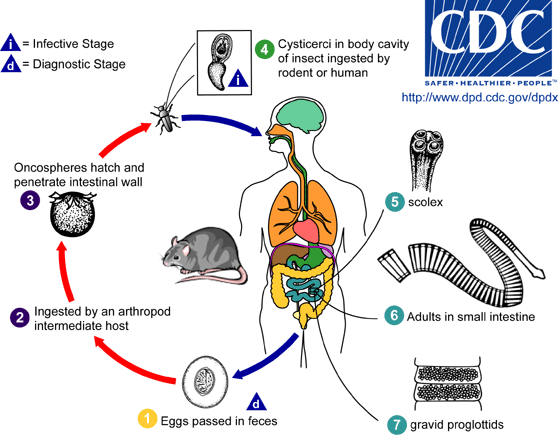 i = Infective Stage
d = Diagnostic Stage
i
4 Cysticerci in body cavity
of insect ingested by
rodent or human
CDC
SAFER • HEALTHIER • PEOPLE™
http://www.dpd.cdc.gov/dpdx
Oncospheres hatch and
penetrate intestinal wall
3
5 scolex
2 Ingested by an arthropod
intermediate host
6 Adults in small intestine
d
1 Eggs passed in feces
7 gravid proglottids